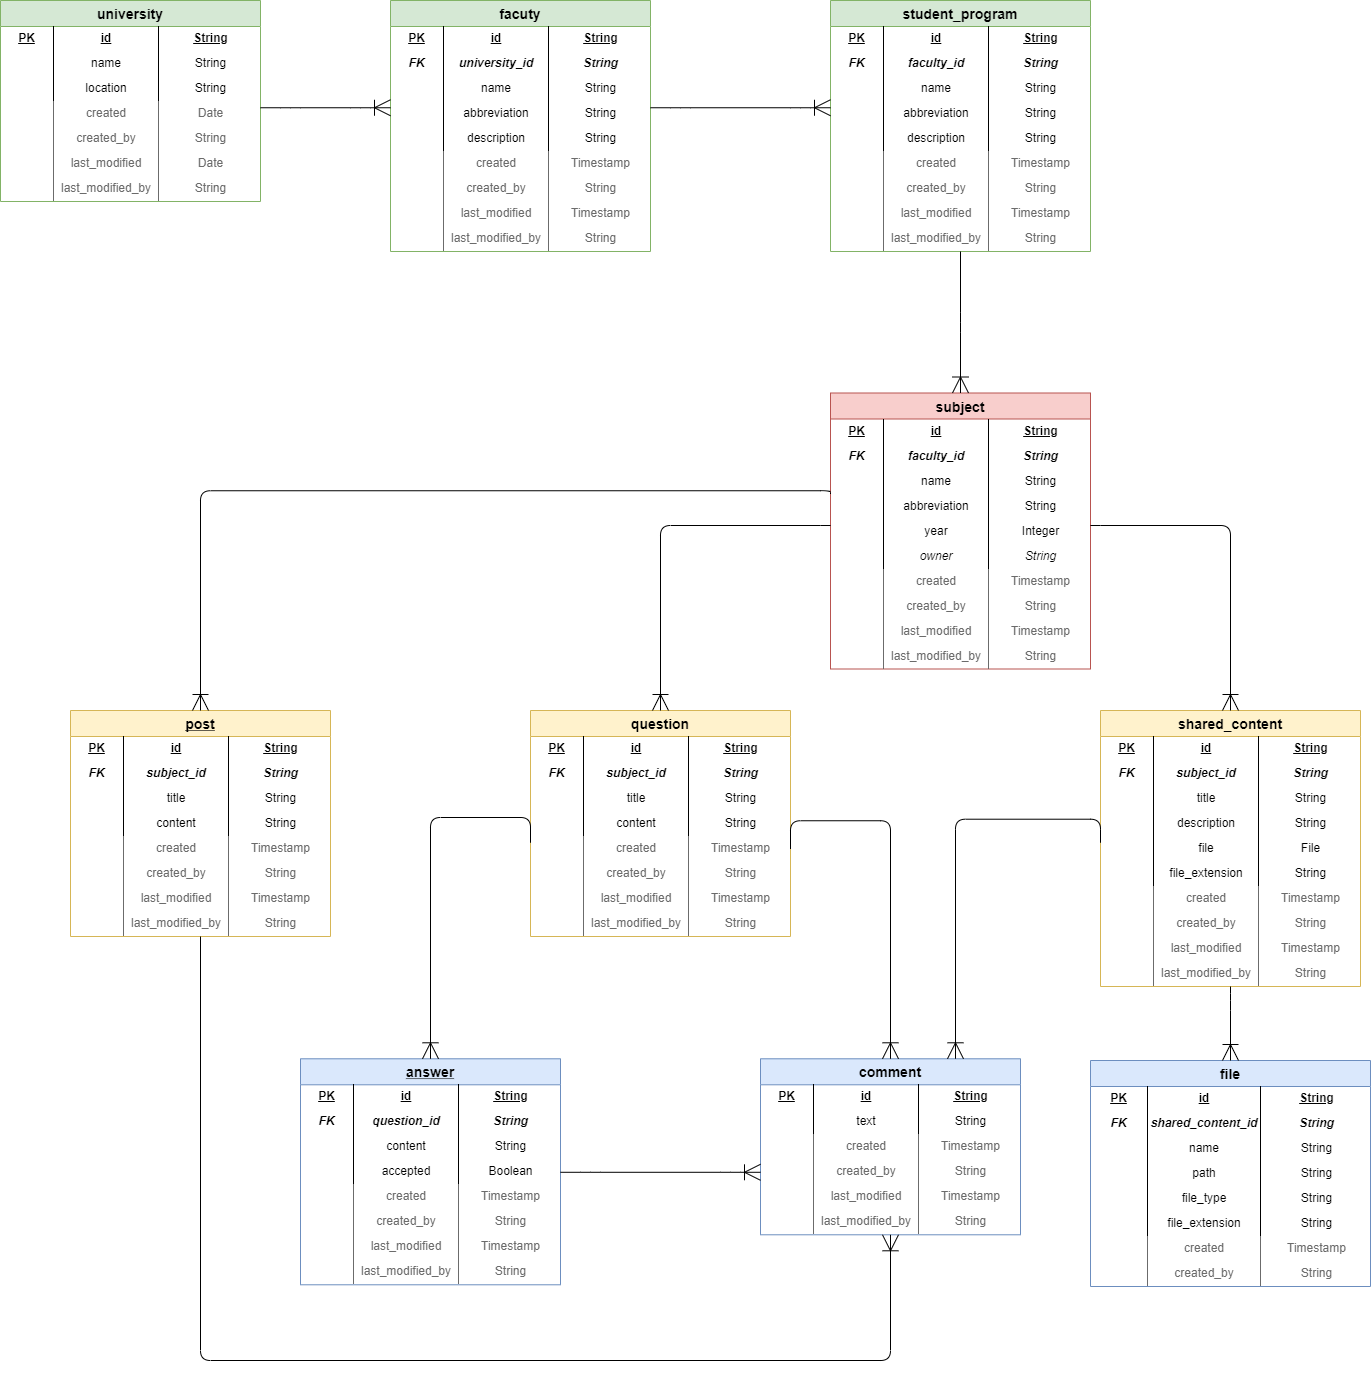 university
PK id String
name String
location String
created Date
created_by String
last_modified Date
last_modified_by String
facuty
PK id String
FK university_id String
name String
abbreviation String
description String
created Timestamp
created_by String
last_modified Timestamp
last_modified_by String
student_program
PK id String
FK faculty_id String
name String
abbreviation String
description String
created Timestamp
created_by String
last_modified Timestamp
last_modified_by String
subject
PK id String
FK faculty_id String
name String
abbreviation String
year Integer
owner String
created Timestamp
created_by String
last_modified Timestamp
last_modified_by String
post
PK id String
FK subject_id String
title String
content String
created Timestamp
created_by String
last_modified Timestamp
last_modified_by String
question
PK id String
FK subject_id String
title String
content String
created Timestamp
created_by String
last_modified Timestamp
last_modified_by String
shared_content
PK id String
FK subject_id String
title String
description String
file File
file_extension String
created Timestamp
created_by String
last_modified Timestamp
last_modified_by String
answer
PK id String
FK question_id String
content String
accepted Boolean
created Timestamp
created_by String
last_modified Timestamp
last_modified_by String
comment
PK id String
text String
created Timestamp
created_by String
last_modified Timestamp
last_modified_by String
file
PK id String
FK shared_content_id String
name String
path String
file_type String
file_extension String
created Timestamp
created_by String